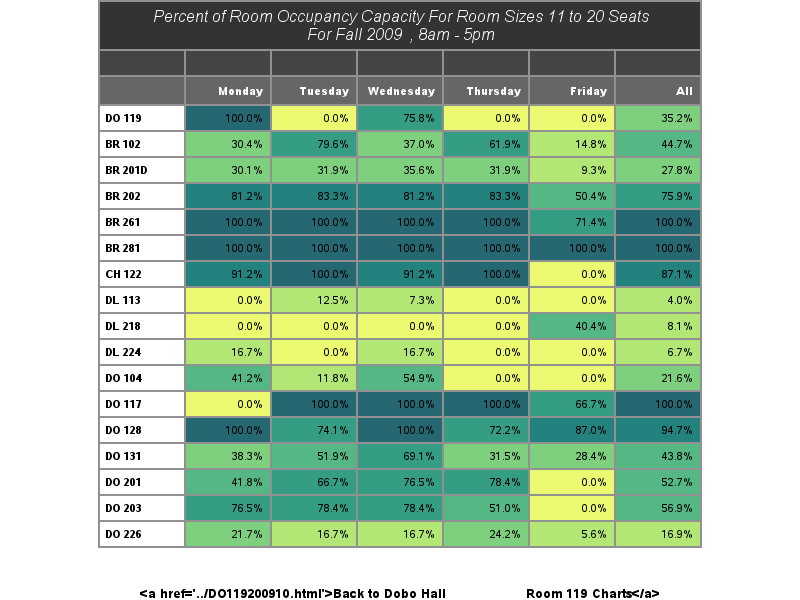 Percent of Room Occupancy Capacity For Room Sizes 11 to 20 Seats
For Fall 2009 , 8am - 5pm
Monday Tuesday Wednesday Thursday Friday All
DO 119 100.0% 0.0% 75.8% 0.0% 0.0% 35.2%
BR 102 30.4% 79.6% 37.0% 61.9% 14.8% 44.7%
BR 201D 30.1% 31.9% 35.6% 31.9% 9.3% 27.8%
BR 202 81.2% 83.3% 81.2% 83.3% 50.4% 75.9%
BR 261 100.0% 100.0% 100.0% 100.0% 71.4% 100.0%
BR 281 100.0% 100.0% 100.0% 100.0% 100.0% 100.0%
CH 122 91.2% 100.0% 91.2% 100.0% 0.0% 87.1%
DL 113 0.0% 12.5% 7.3% 0.0% 0.0% 4.0%
DL 218 0.0% 0.0% 0.0% 0.0% 40.4% 8.1%
DL 224 16.7% 0.0% 16.7% 0.0% 0.0% 6.7%
DO 104 41.2% 11.8% 54.9% 0.0% 0.0% 21.6%
DO 117 0.0% 100.0% 100.0% 100.0% 66.7% 100.0%
DO 128 100.0% 74.1% 100.0% 72.2% 87.0% 94.7%
DO 131 38.3% 51.9% 69.1% 31.5% 28.4% 43.8%
DO 201 41.8% 66.7% 76.5% 78.4% 0.0% 52.7%
DO 203 76.5% 78.4% 78.4% 51.0% 0.0% 56.9%
DO 226 21.7% 16.7% 16.7% 24.2% 5.6% 16.9%
<a href='../DO119200910.html'>Back to Dobo Hall Room 119 Charts</a>